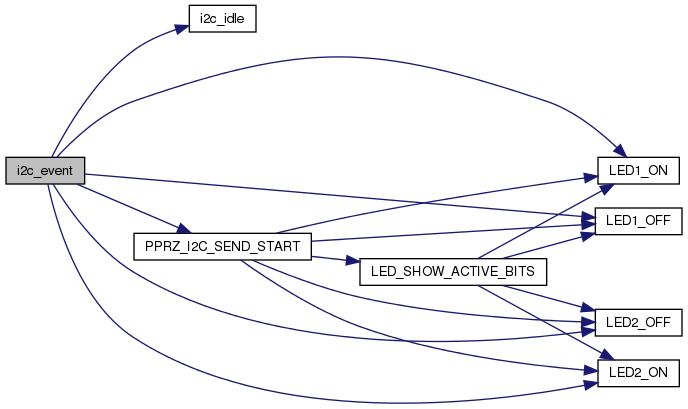 i2c_idle
i2c_event
LED1_ON
LED1_OFF
PPRZ_I2C_SEND_START
LED_SHOW_ACTIVE_BITS
LED2_OFF
LED2_ON